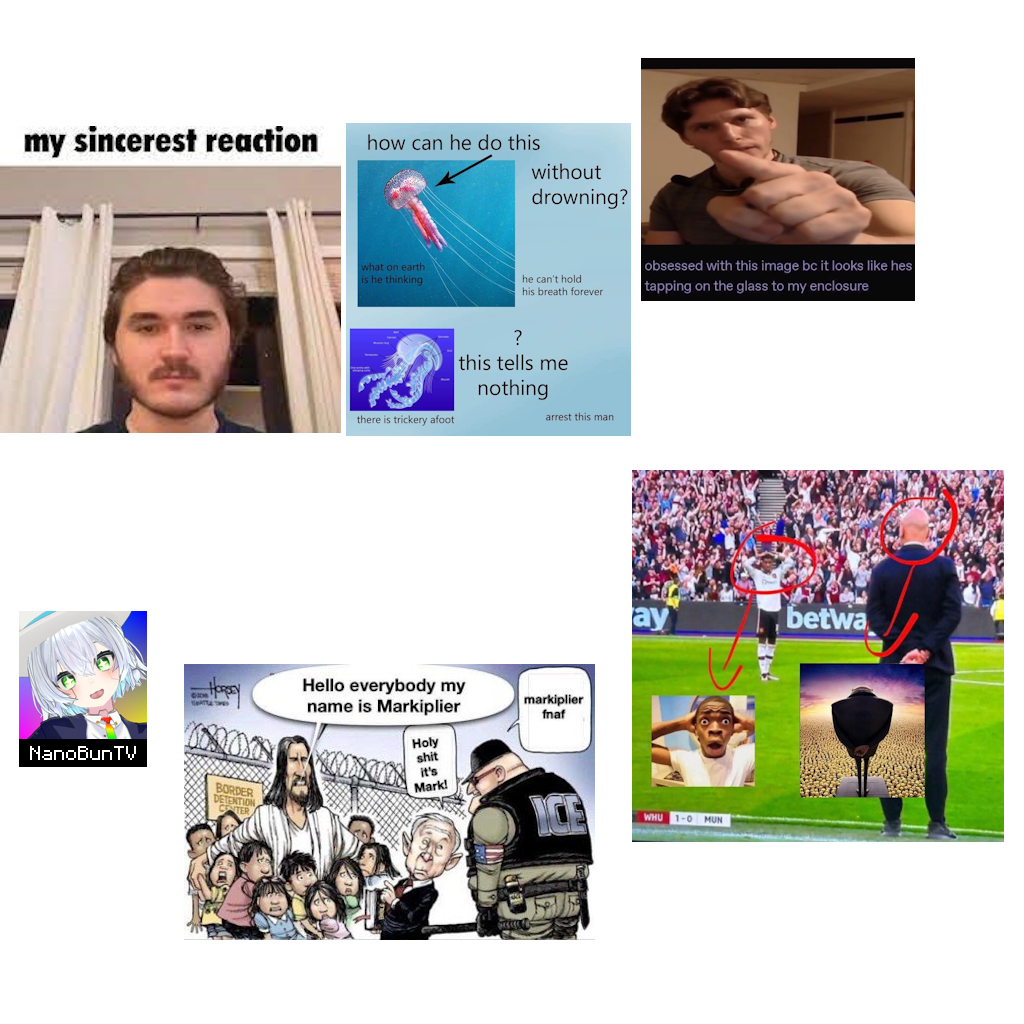 my sincerest reaction
how can he do this
without
drowning?
what on earth
is he thinking
he can't hold
his breath forever
?
this tells me
nothing
there is trickery afoot
arrest this man
obsessed with this image bc it looks like hes
tapping on the glass to my enclosure
NanoBunTV
HORSEY
Hello everybody my
name is Markiplier
markiplier
fnaf
Holy
shit
it's
Mark!
BORDER
DETENTION
CENTER
ICE
ay
betwa
WHU 1-0 MUN